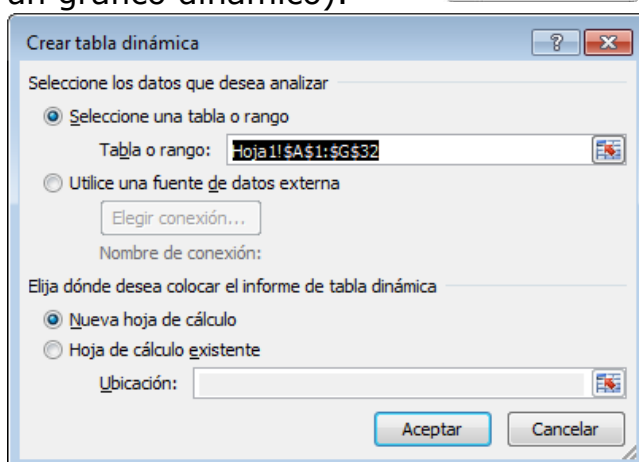 un gráfico dinámico).
Crear tabla dinámica
Seleccione los datos que desea analizar
Seleccione una tabla o rango
Tabla o rango: Hoja1!$A$1:$G$32
Utilice una fuente de datos externa
Elegir conexión...
Nombre de conexión:
Elija dónde desea colocar el informe de tabla dinámica
Nueva hoja de cálculo
Hoja de cálculo existente
Ubicación:
Aceptar Cancelar